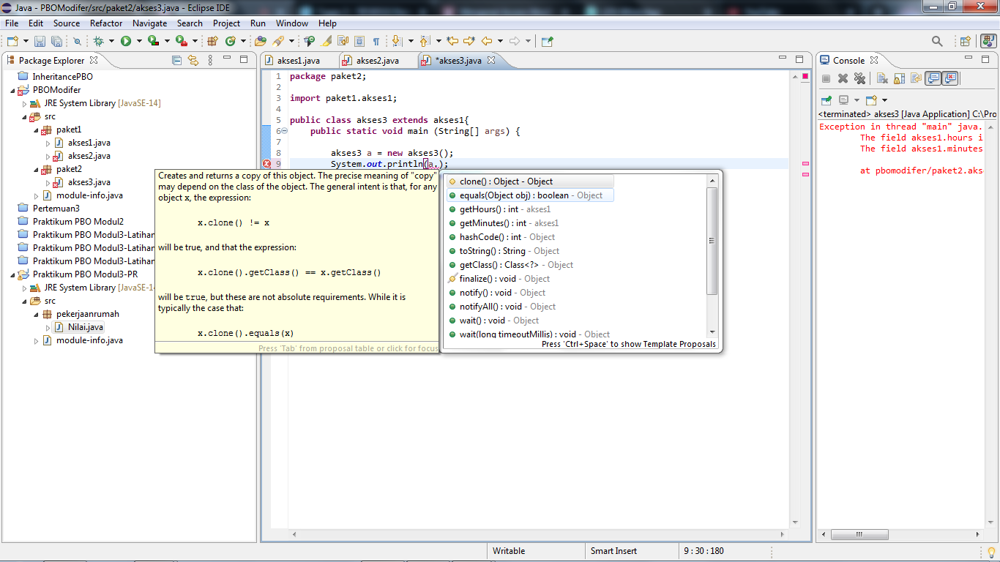 Java - PBOModifer/src/paket2/akses3.java - Eclipse IDE
File Edit Source Refactor Navigate Search Project Run Window Help
Package Explorer
InheritancePBO
PBOModifer
JRE System Library [JavaSE-14]
src
paket1
akses1.java
akses2.java
paket2
akses3.java
module-info.java
Pertemuan3
Praktikum PBO Modul2
Praktikum PBO Modul3-Latihan
Praktikum PBO Modul3-Latihan
Praktikum PBO Modul3-Latihan
Praktikum PBO Modul3-PR
JRE System Library [JavaSE-14
src
pekerjaanrumah
Nilai.java
module-info.java
akses1.java akses2.java *akses3.java
1 package paket2;
2
3 import paket1.akses1;
4
5 public class akses3 extends akses1{
6 public static void main (String[] args) {
7
8 akses3 a = new akses3();
9 System.out.println(a.);
Creates and returns a copy of this object. The precise meaning of "copy"
may depend on the class of the object. The general intent is that, for any
object x, the expression:
x.clone() != x
will be true, and that the expression:
x.clone().getClass() == x.getClass()
will be true, but these are not absolute requirements. While it is
typically the case that:
x.clone().equals(x)
Press 'Tab' from proposal table or click for focus
clone() : Object - Object
equals(Object obj) : boolean - Object
getHours() : int - akses1
getMinutes() : int - akses1
hashCode() : int - Object
toString() : String - Object
getClass() : Class<?> - Object
finalize() : void - Object
notify() : void - Object
notifyAll() : void - Object
wait() : void - Object
wait(long timeoutMillis) : void - Object
Press 'Ctrl+Space' to show Template Proposals
Console
<terminated> akses3 [Java Application] C:\Pro
Exception in thread "main" java.
The field akses1.hours i
The field akses1.minutes
at pbomodifer/paket2.aks
Writable
Smart Insert
9 : 30 : 180